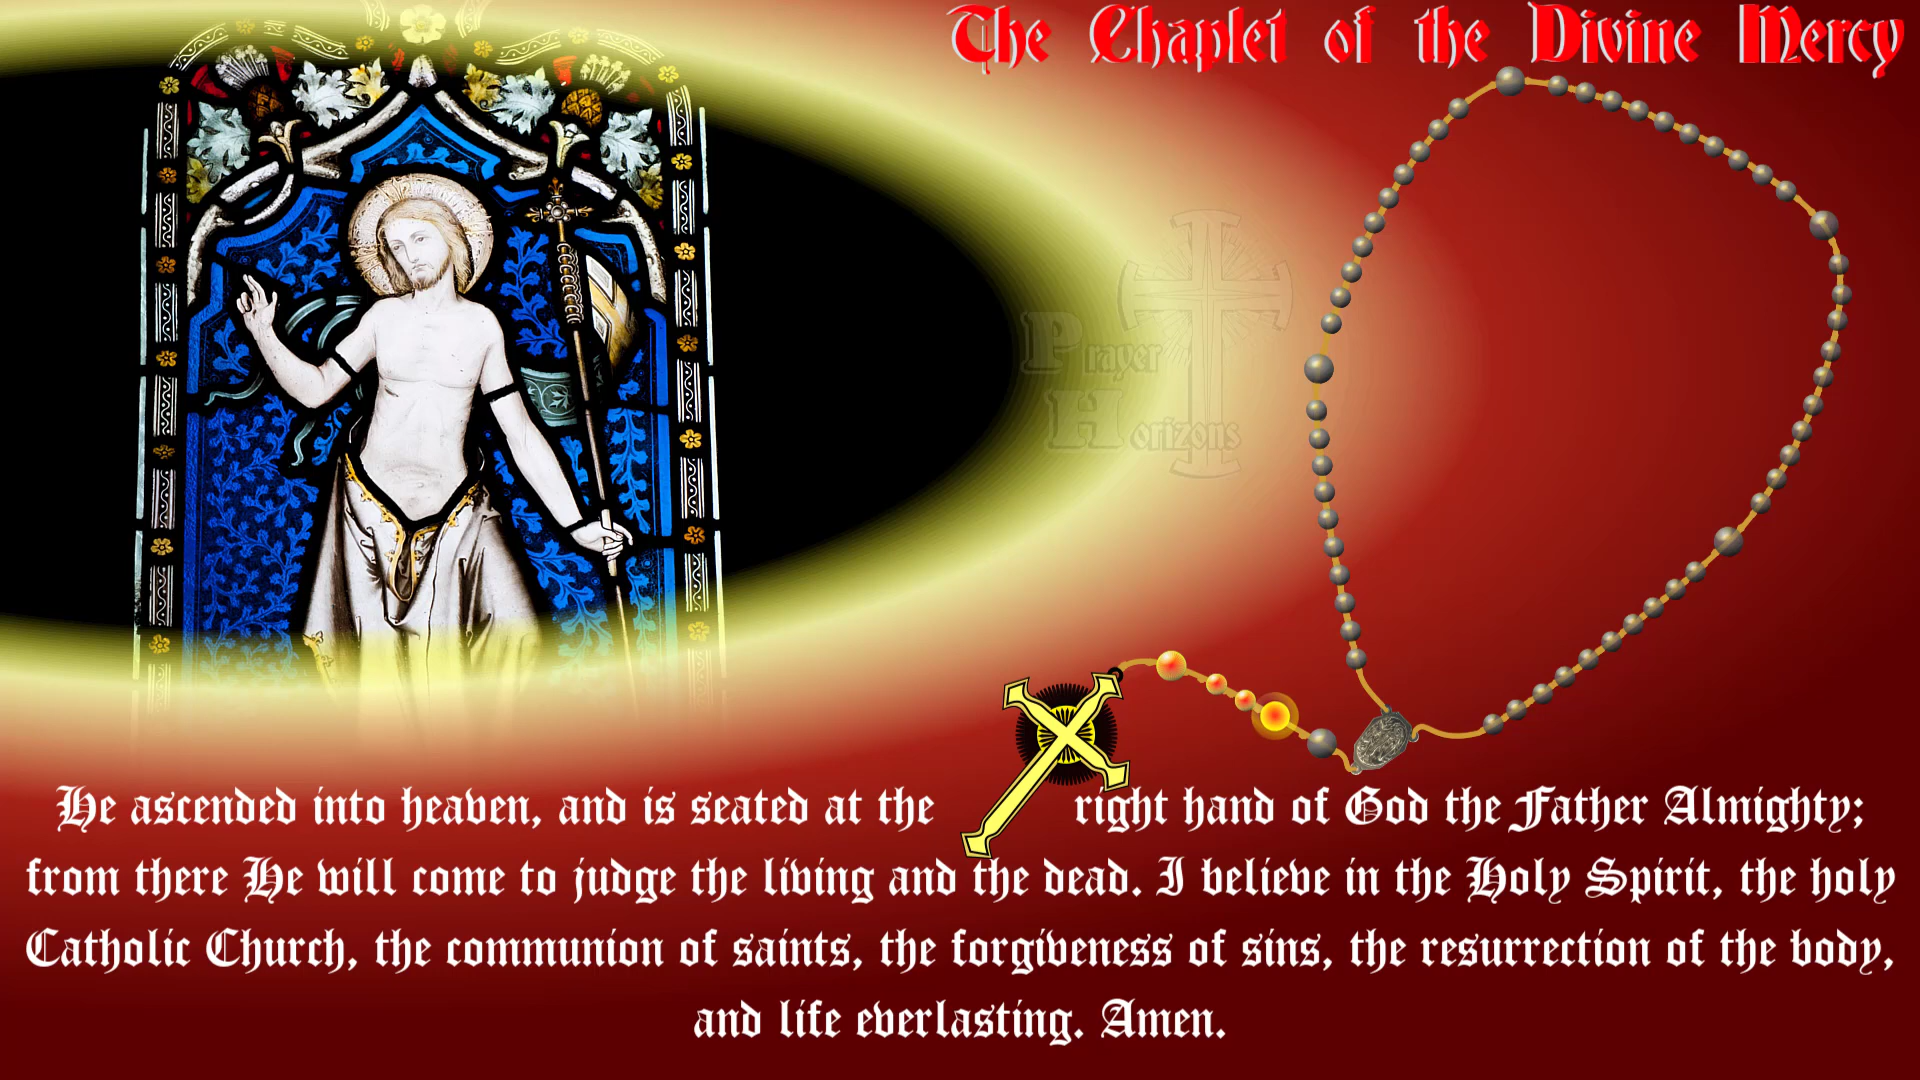 The Chaplet of the Divine Mercy
Prayer
Horizons
He ascended into heaven, and is seated at the right hand of God the Father Almighty;
from there He will come to judge the living and the dead. I believe in the Holy Spirit, the holy
Catholic Church, the communion of saints, the forgiveness of sins, the resurrection of the body,
and life everlasting. Amen.